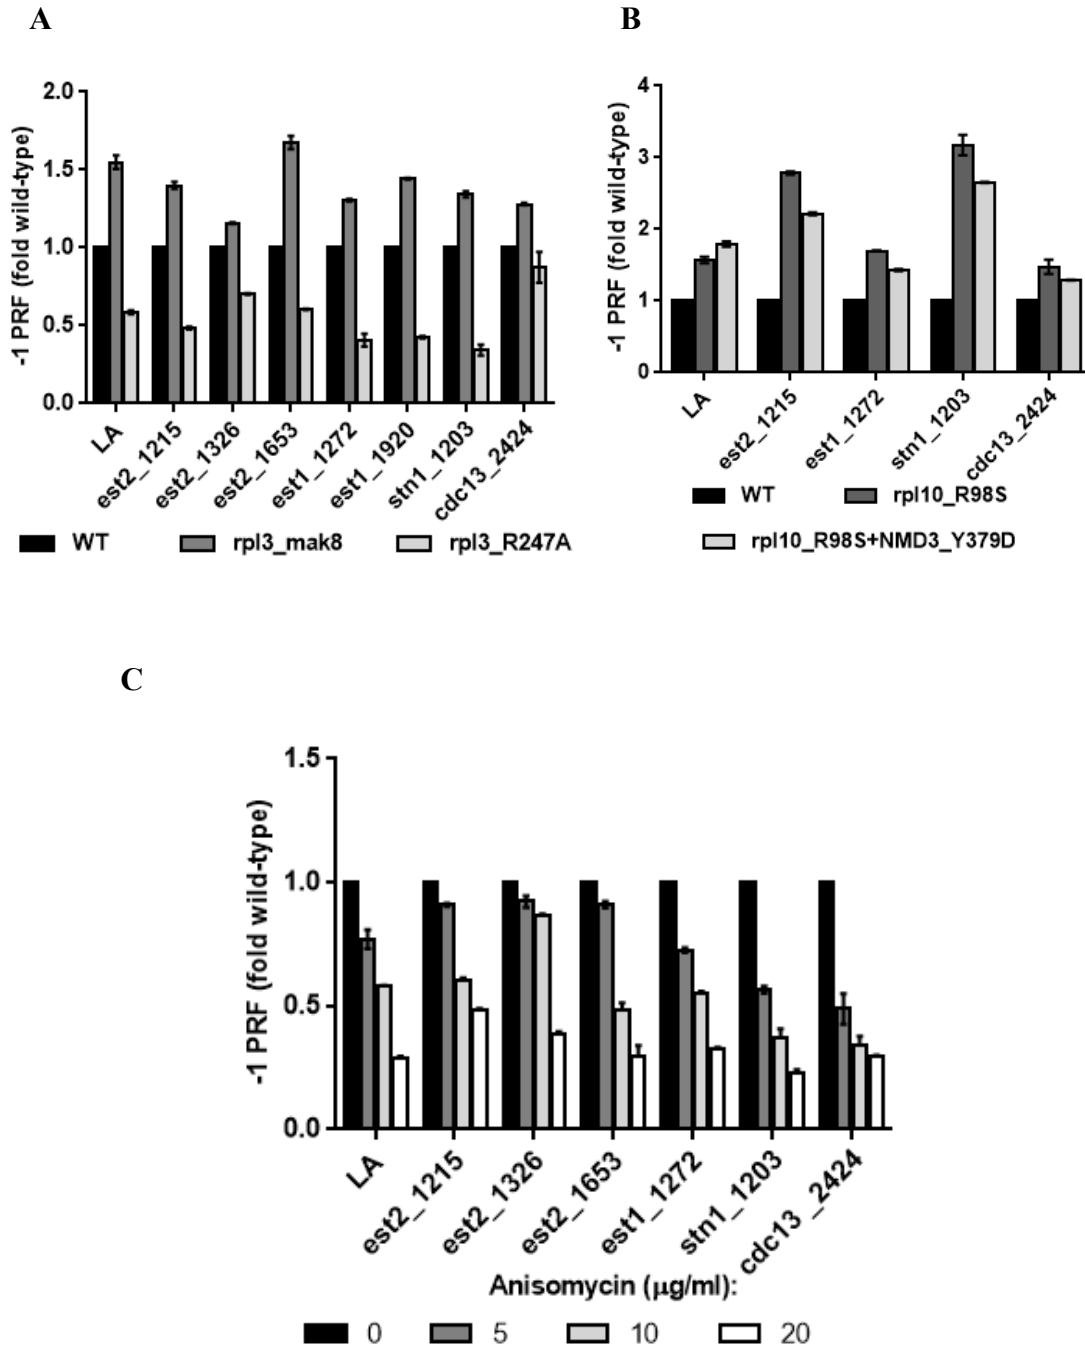 A
-1 PRF (fold wild-type)
2.0
1.5
1.0
0.5
0.0
LA
est2_1215
est2_1326
est2_1653
est1_1272
est1_1920
stn1_1203
cdc13_2424
WT
rpl3_mak8
rpl3_R247A
B
-1 PRF (fold wild-type)
4
3
2
1
0
LA
est2_1215
est1_1272
stn1_1203
cdc13_2424
WT
rpl10_R98S
rpl10_R98S+NMD3_Y379D
C
-1 PRF (fold wild-type)
1.5
1.0
0.5
0.0
LA
est2_1215
est2_1326
est2_1653
est1_1272
stn1_1203
cdc13 _2424
Anisomycin (µg/ml):
0
5
10
20